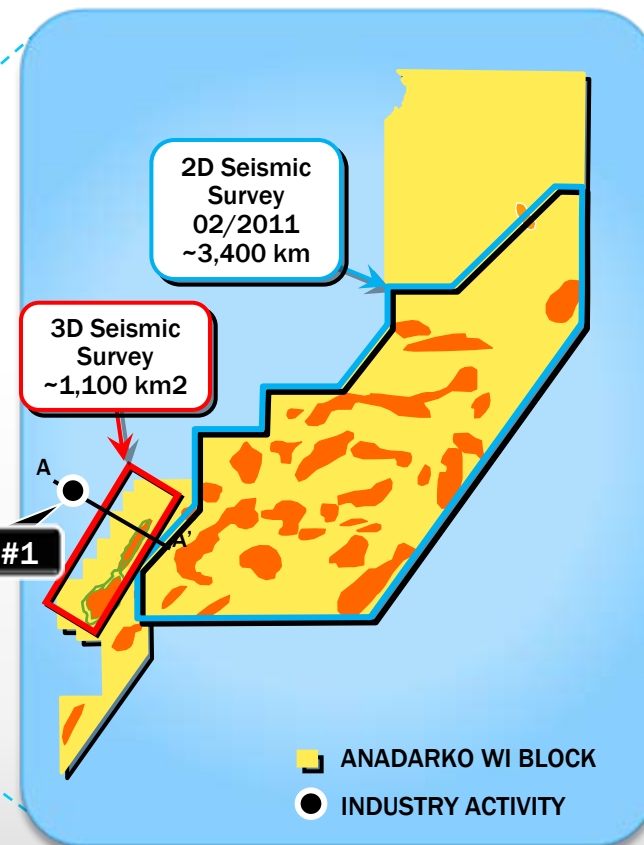 2D Seismic
Survey
02/2011
~3,400 km
3D Seismic
Survey
~1,100 km2
A
A'
#1
ANADARKO WI BLOCK
INDUSTRY ACTIVITY